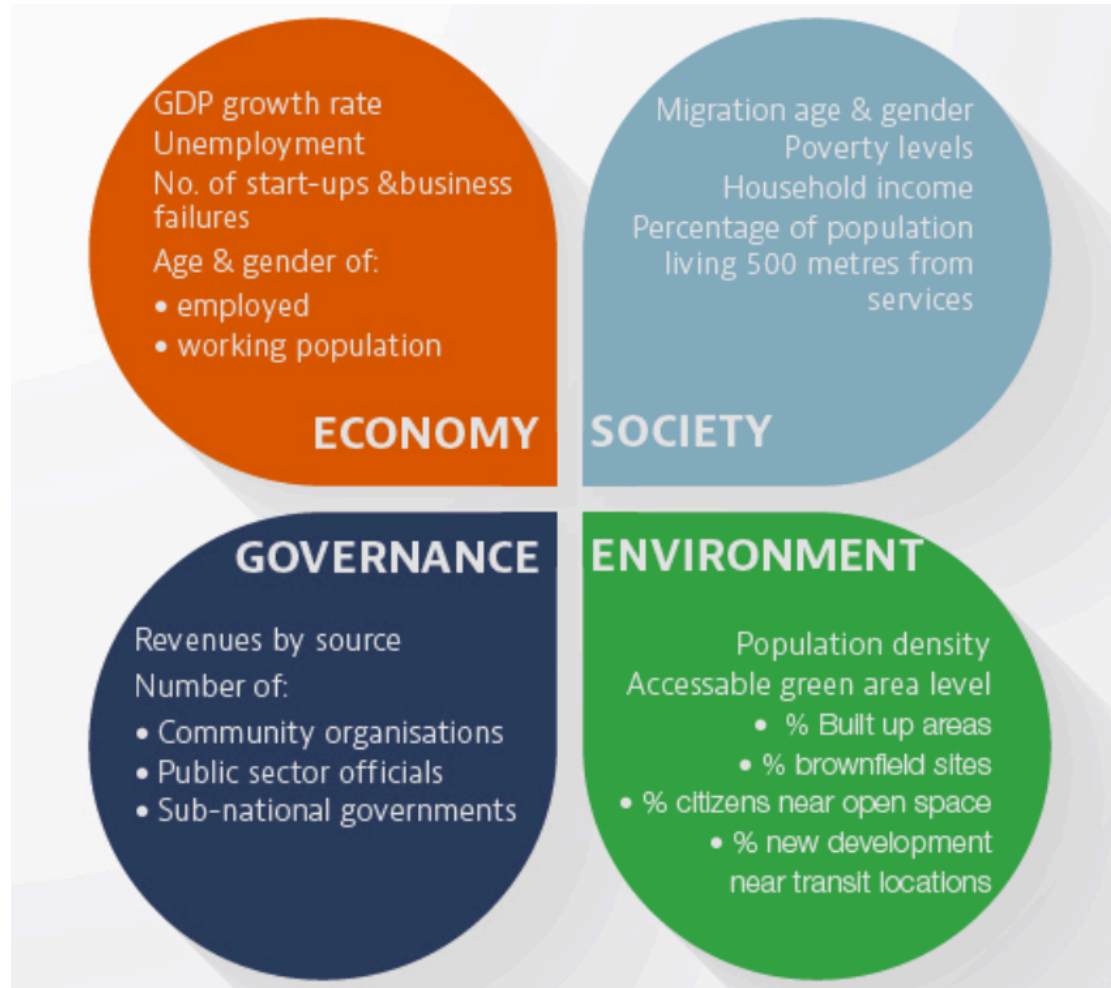 GDP growth rate
Unemployment
No. of start-ups &business
failures
Age & gender of:
• employed
• working population
ECONOMY
Migration age & gender
Poverty levels
Household income
Percentage of population
living 500 metres from
services
SOCIETY
GOVERNANCE
Revenues by source
Number of:
• Community organisations
• Public sector officials
• Sub-national governments
ENVIRONMENT
Population density
Accessable green area level
• % Built up areas
• % brownfield sites
• % citizens near open space
• % new development
near transit locations